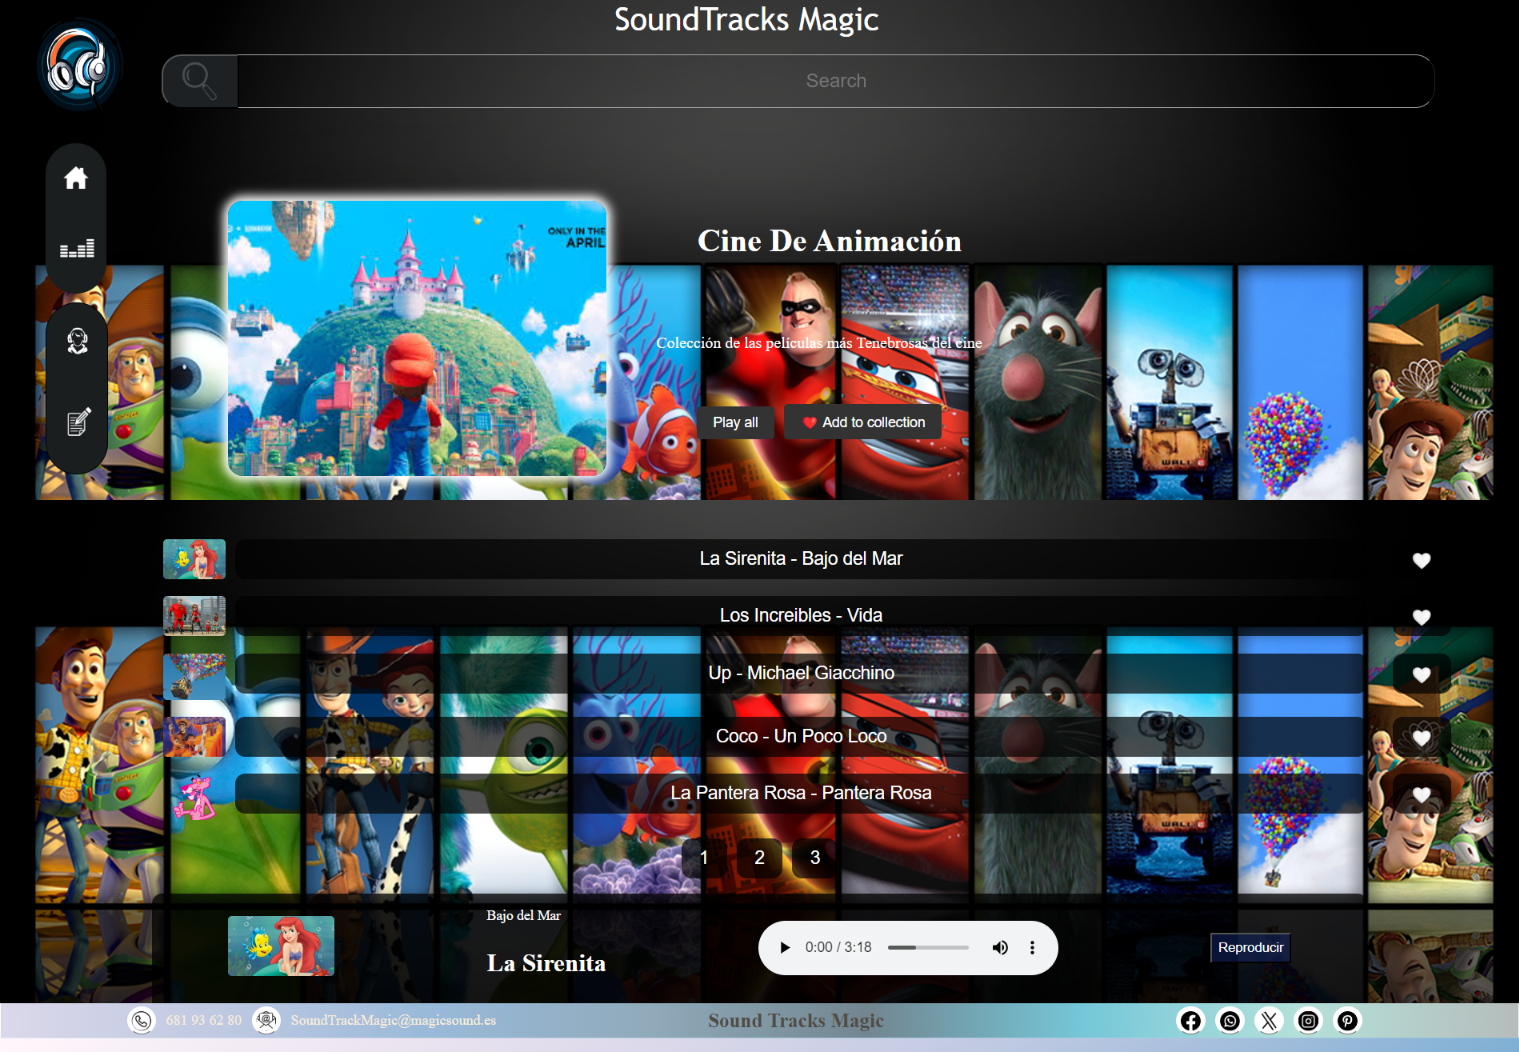 SoundTracks Magic
Search
ONLY IN THE
APRIL
Cine De Animación
Colección de las películas más Tenebrosas del cine
Play all
Add to collection
La Sirenita - Bajo del Mar
Los Increibles - Vida
Up - Michael Giacchino
Coco - Un Poco Loco
La Pantera Rosa - Pantera Rosa
1 2 3
Bajo del Mar
La Sirenita
0:00 / 3:18
Reproducir
681 93 62 80
SoundTrackMagic@magicsound.es
Sound Tracks Magic